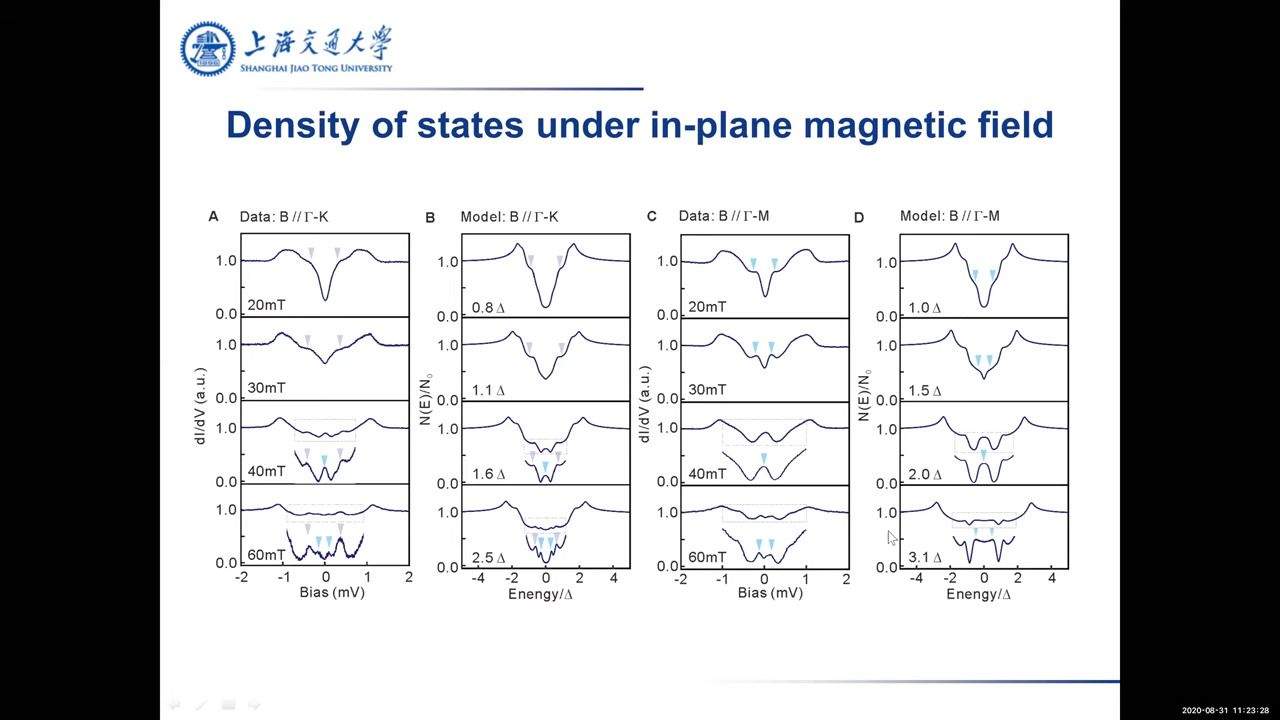 上海交通大学
SHANGHAI JIAO TONG UNIVERSITY
1896
Density of states under in-plane magnetic field
A Data: B // Γ-K
B Model: B // Γ-K
C Data: B // Γ-M
D Model: B // Γ-M
dI/dV (a.u.)
1.0
0.0
20mT
1.0
0.0
30mT
1.0
0.0
40mT
1.0
0.0
60mT
-2 -1 0 1 2
Bias (mV)
N(E)/N₀
1.0
0.0
0.8 Δ
1.0
0.0
1.1 Δ
1.0
0.0
1.6 Δ
1.0
0.0
2.5 Δ
-4 -2 0 2 4
Energy/Δ
dI/dV (a.u.)
1.0
0.0
20mT
1.0
0.0
30mT
1.0
0.0
40mT
1.0
0.0
60mT
-2 -1 0 1 2
Bias (mV)
N(E)/N₀
1.0
0.0
1.0 Δ
1.0
0.0
1.5 Δ
1.0
0.0
2.0 Δ
1.0
0.0
3.1 Δ
-4 -2 0 2 4
Energy/Δ
2020-08-31 11:23:28